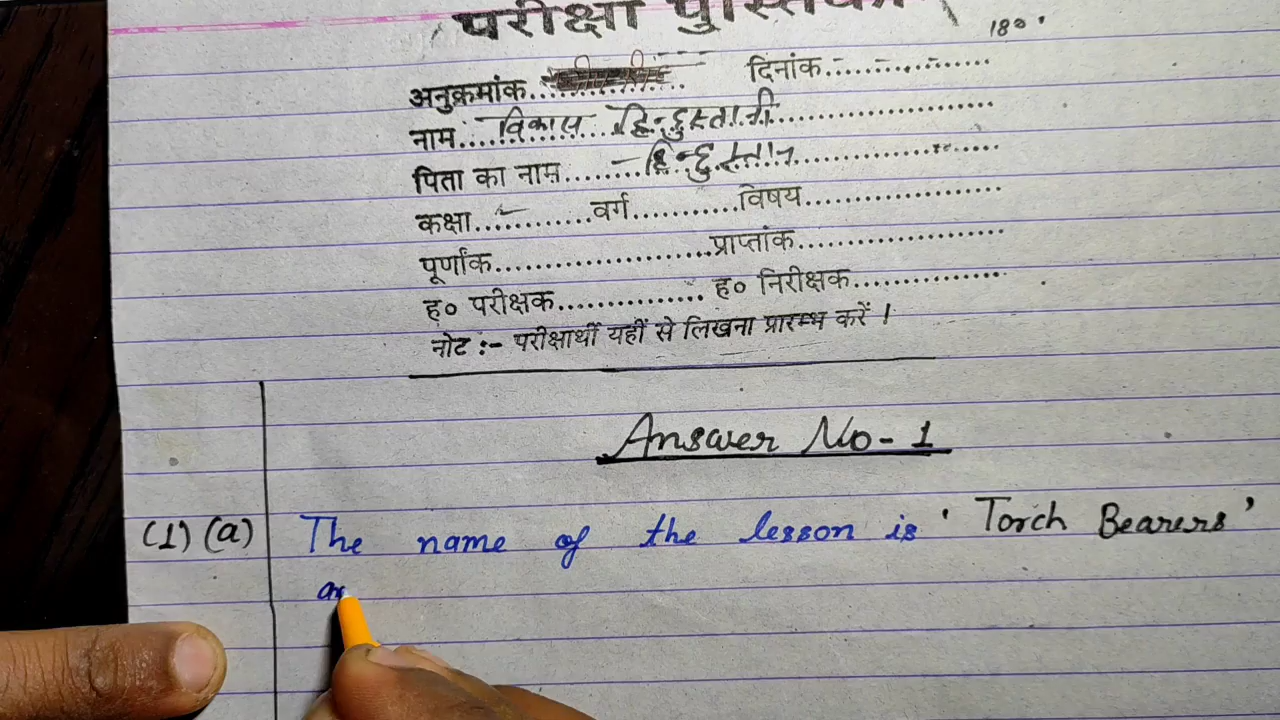 परीक्षा पुस्तिका
180.
अनुक्रमांक.................. दिनांक..................
नाम.....विकास हिन्दुस्तानी..................
पिता का नाम........हिन्दुस्तान..................
कक्षा............वर्ग...........विषय..................
पूर्णांक......................प्राप्तांक..................
ह० परीक्षक............... ह० निरीक्षक..................
नोट :- परीक्षार्थी यहीं से लिखना प्रारम्भ करें !
Answer No - 1
(1) (a) The name of the lesson is ' Torch Bearers '